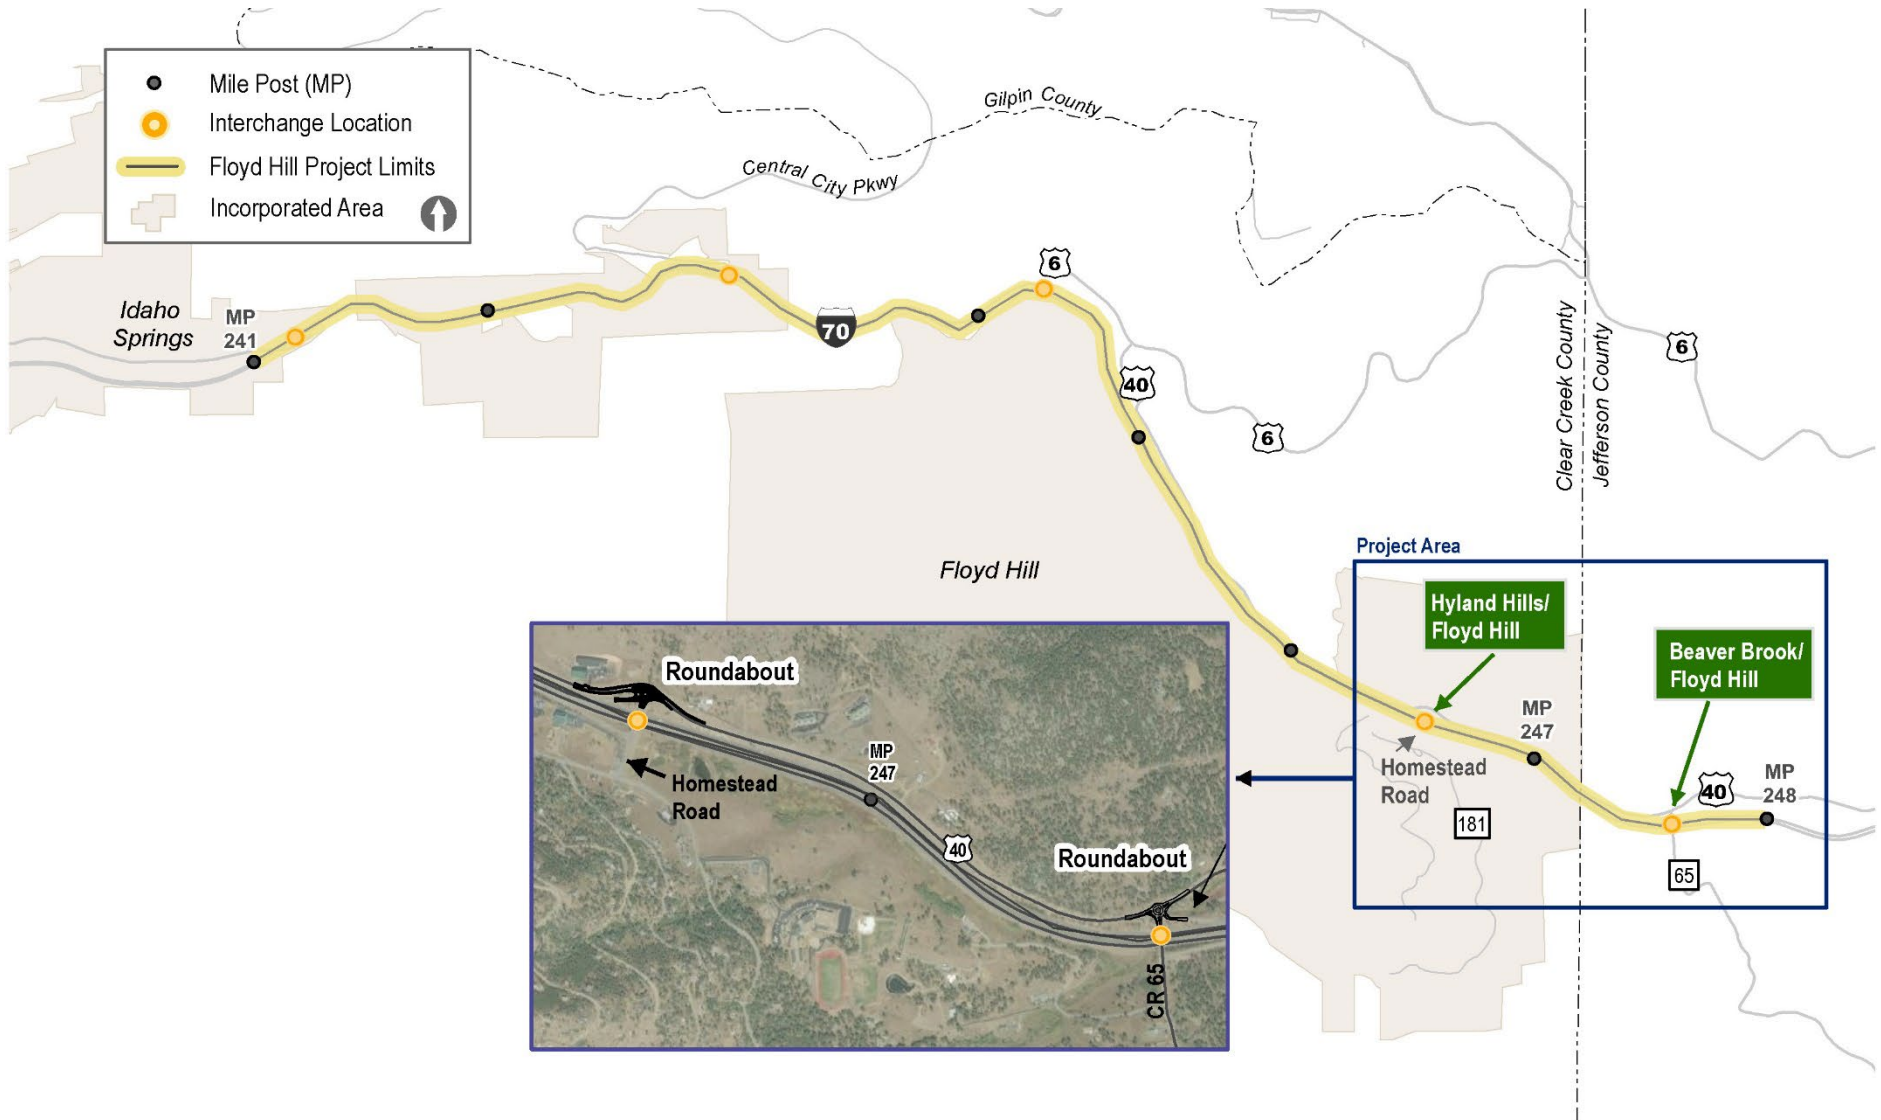 Mile Post (MP)
Interchange Location
Floyd Hill Project Limits
Incorporated Area
Gilpin County
Central City Pkwy
6
Idaho
Springs
MP
241
70
40
6
6
Clear Creek County
Jefferson County
Floyd Hill
Project Area
Hyland Hills/
Floyd Hill
Beaver Brook/
Floyd Hill
MP
247
Homestead
Road
181
40
MP
248
65
Roundabout
MP
247
Homestead
Road
40
Roundabout
CR 65